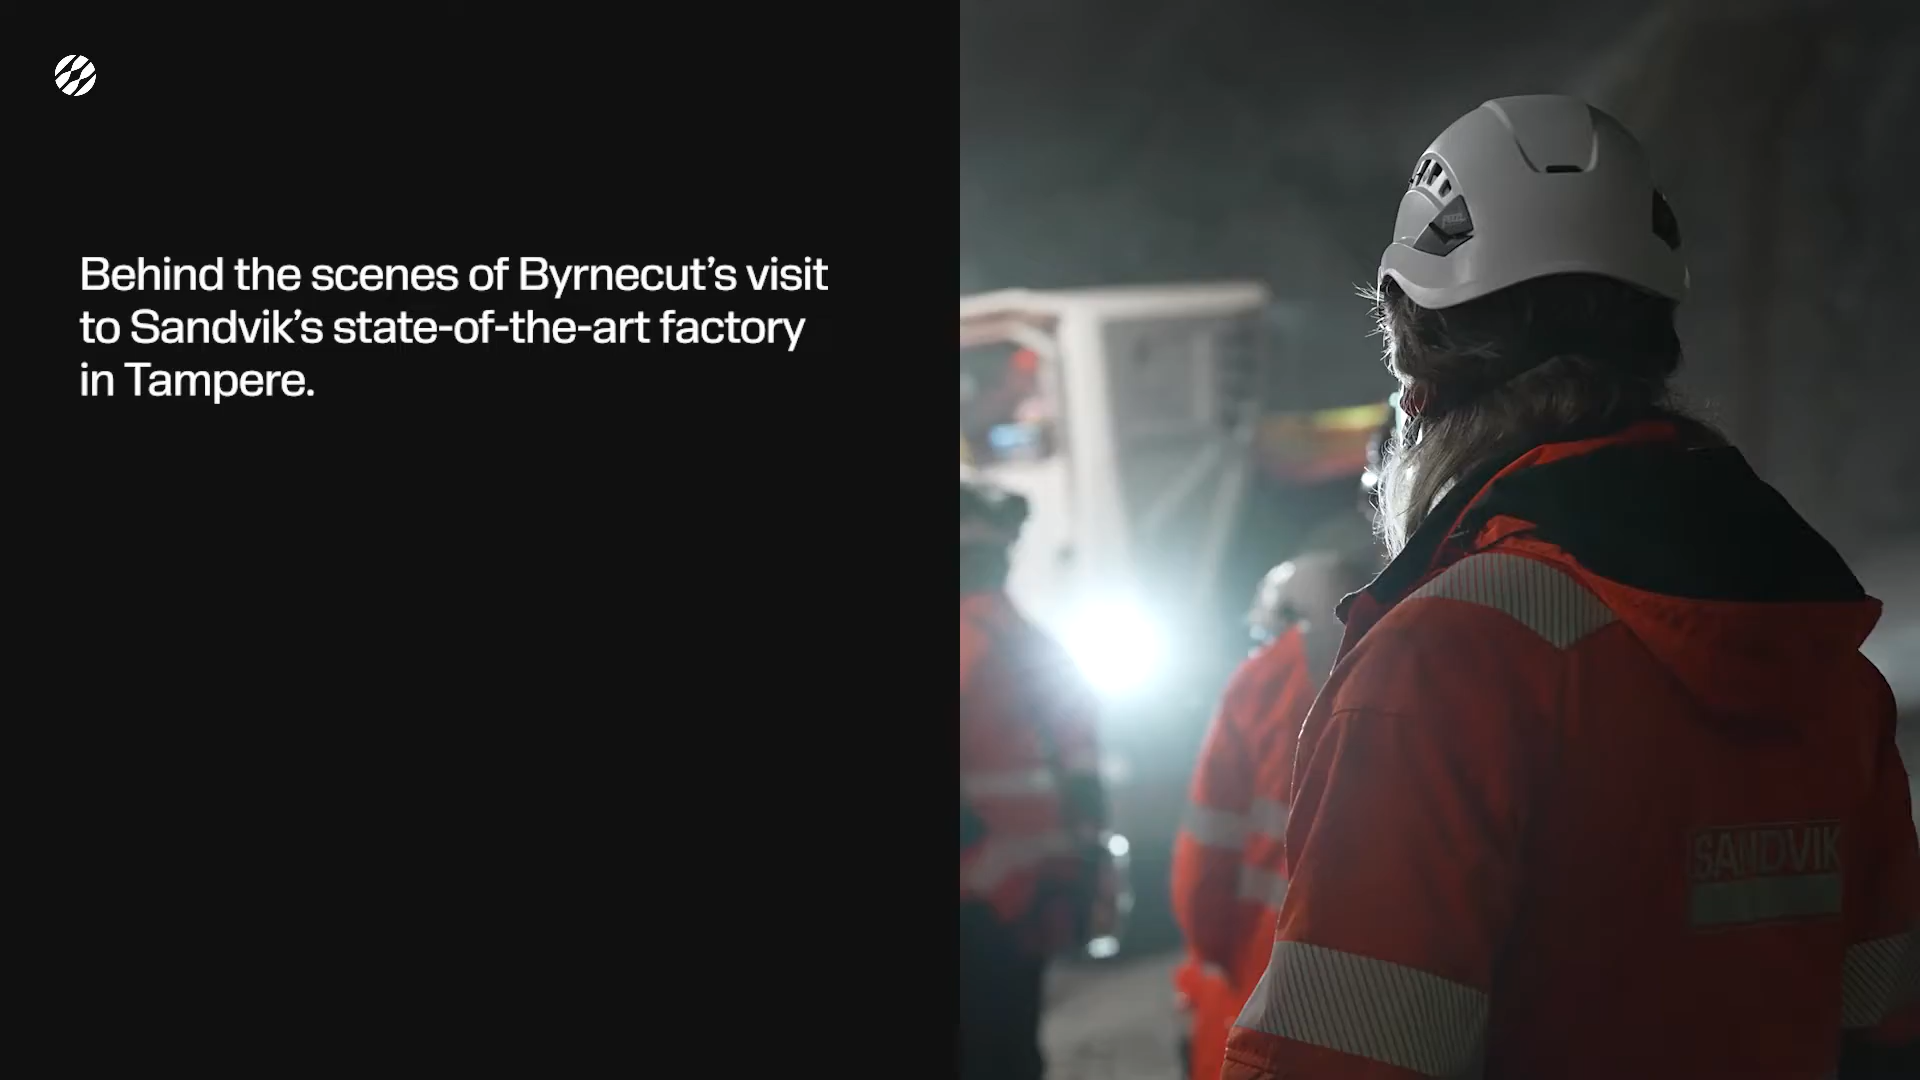 Behind the scenes of Byrnecut’s visit
to Sandvik’s state-of-the-art factory
in Tampere.
SANDVIK